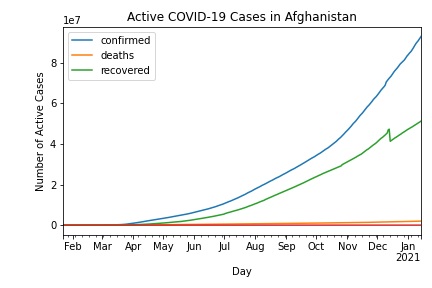 Active COVID-19 Cases in Afghanistan
1e7
confirmed
deaths
recovered
8
6
4
2
0
Number of Active Cases
Feb Mar Apr May Jun Jul Aug Sep Oct Nov Dec Jan
2021
Day